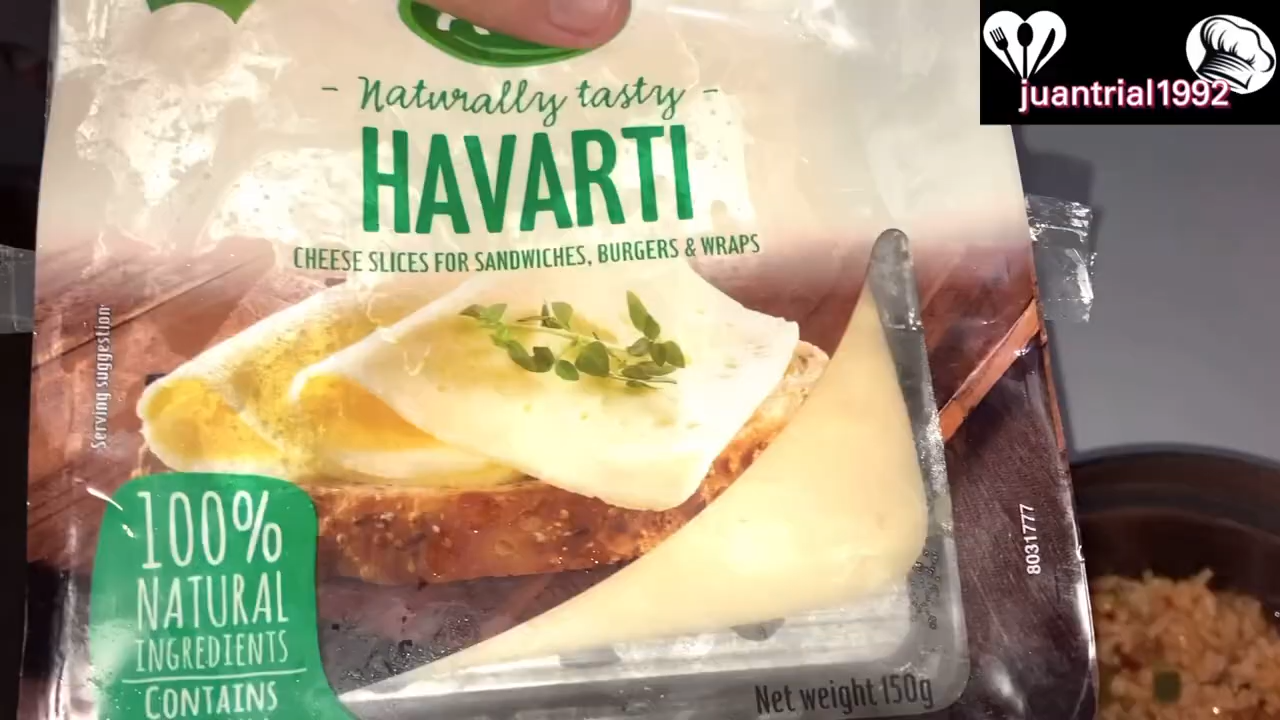 juantrial1992
- Naturally tasty -
HAVARTI
CHEESE SLICES FOR SANDWICHES, BURGERS & WRAPS
Serving suggestion
100%
NATURAL
INGREDIENTS
CONTAINS
8031777
Net weight 150g